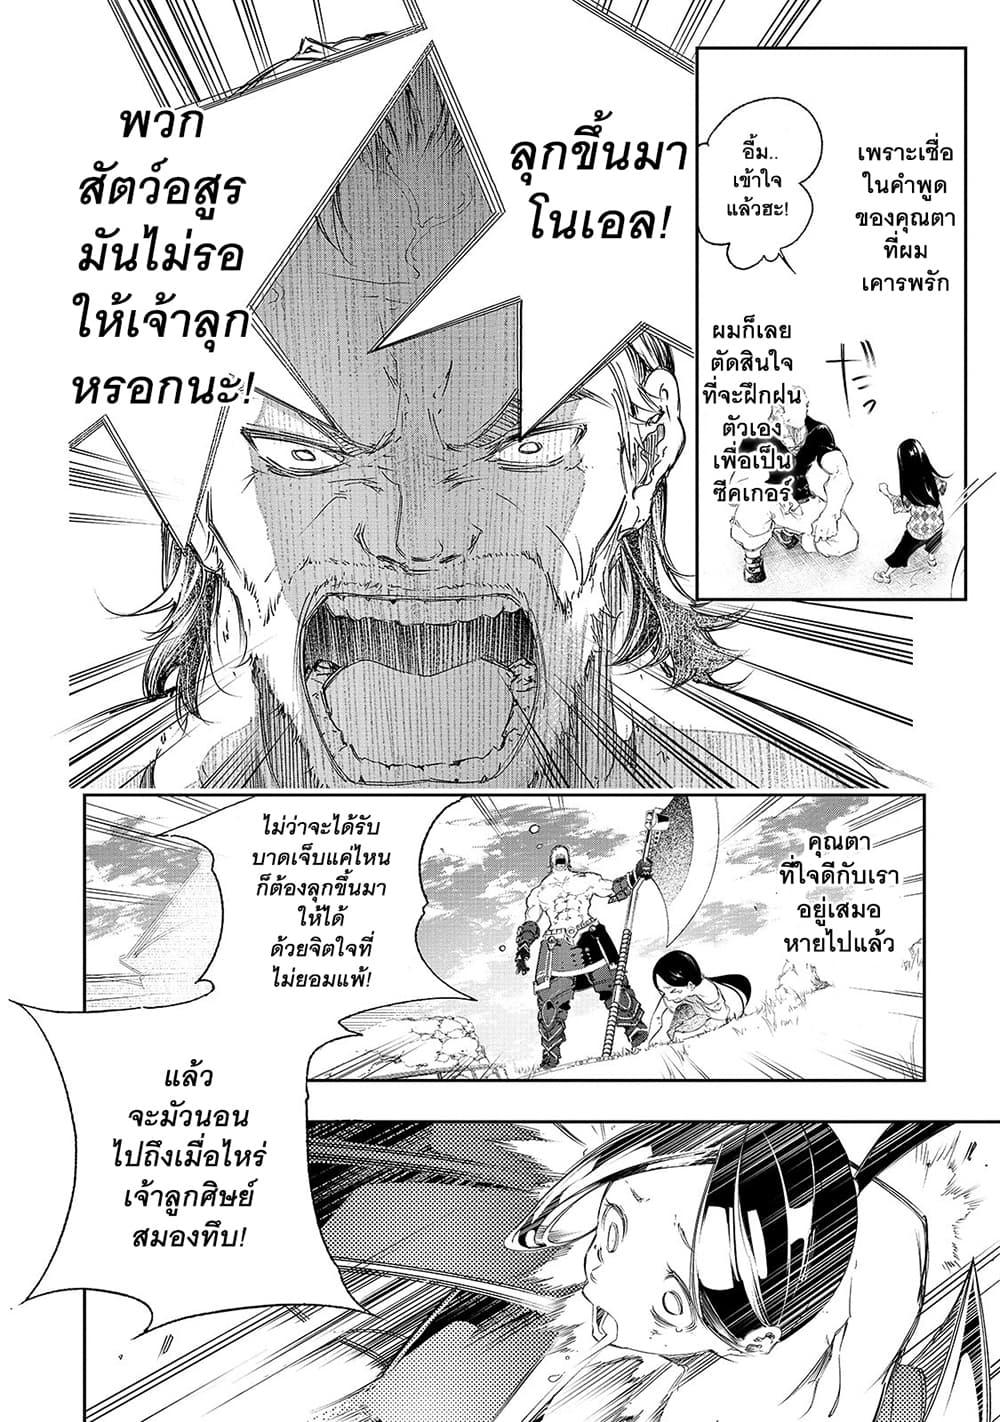 เพราะเชื่อ
ในคำพูด
ของคุณตา
ที่ผม
เคารพรัก
อื้ม..
เข้าใจ
แล้วฮะ!
ผมก็เลย
ตัดสินใจ
ที่จะฝึกฝน
ตัวเอง
เพื่อเป็น
ซีคเกอร์
ลุกขึ้นมา
โนเอล!
พวก
สัตว์อสูร
มันไม่รอ
ให้เจ้าลุก
หรอกนะ!
คุณตา
ที่ใจดีกับเรา
อยู่เสมอ
หายไปแล้ว
ไม่ว่าจะได้รับ
บาดเจ็บแค่ไหน
ก็ต้องลุกขึ้นมา
ให้ได้
ด้วยจิตใจที่
ไม่ยอมแพ้!
แล้ว
จะมัวนอน
ไปถึงเมื่อไหร่
เจ้าลูกศิษย์
สมองทึบ!